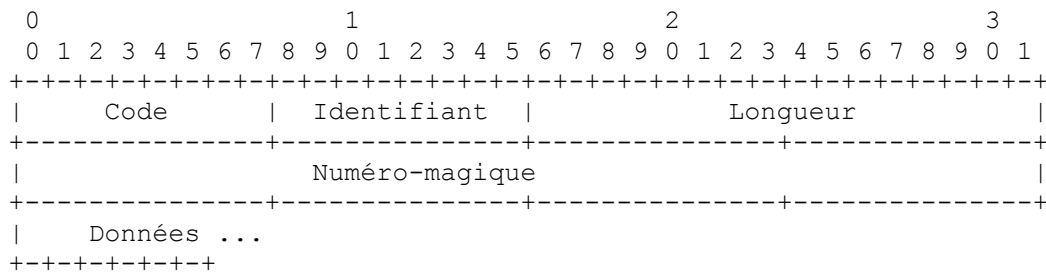 0                   1                   2                   3
 0 1 2 3 4 5 6 7 8 9 0 1 2 3 4 5 6 7 8 9 0 1 2 3 4 5 6 7 8 9 0 1
+-+-+-+-+-+-+-+-+-+-+-+-+-+-+-+-+-+-+-+-+-+-+-+-+-+-+-+-+-+-+-+-+
|     Code      |  Identifiant  |            Longueur           |
+---------------+---------------+---------------+---------------+
|                  Numéro-magique                               |
+---------------+---------------+---------------+---------------+
|    Données ...
+-+-+-+-+-+-+